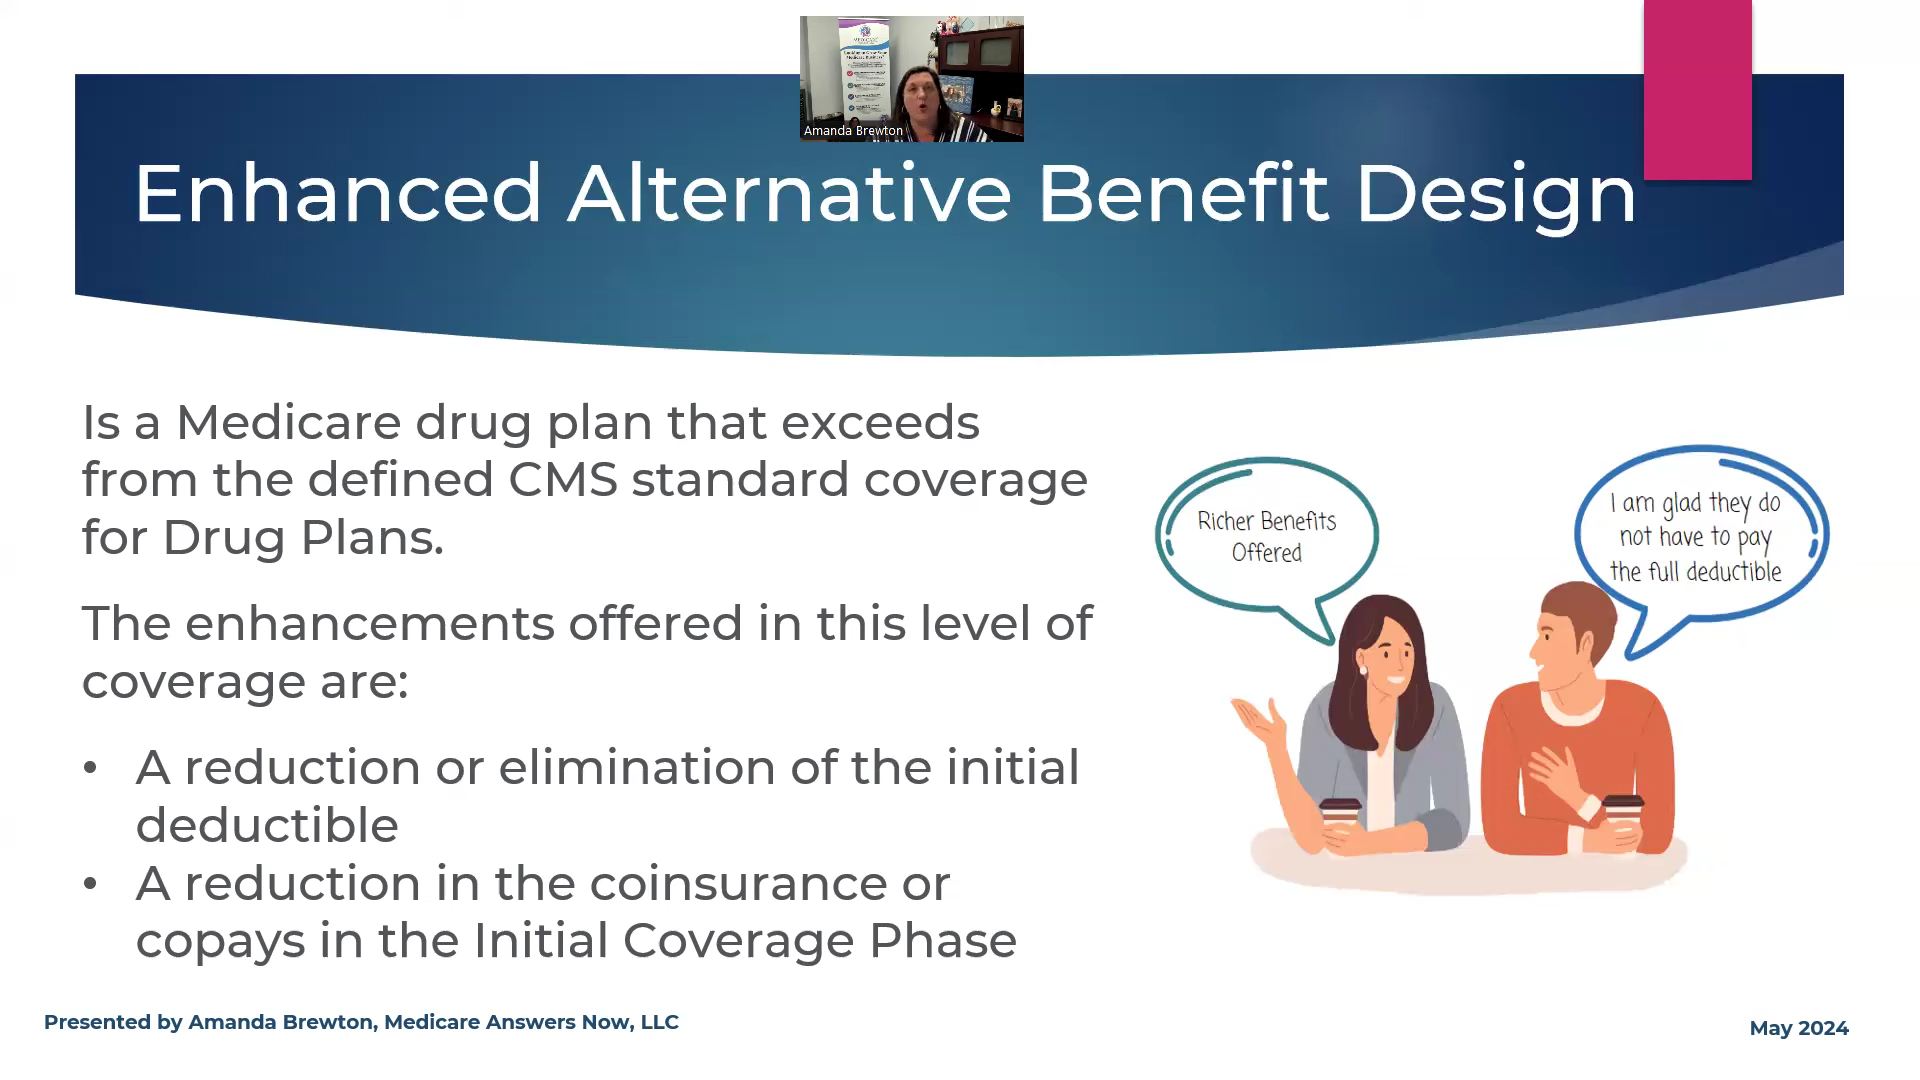 MEDICARE
Amanda Brewton
Enhanced Alternative Benefit Design
Is a Medicare drug plan that exceeds
from the defined CMS standard coverage
for Drug Plans.
The enhancements offered in this level of
coverage are:
• A reduction or elimination of the initial
deductible
• A reduction in the coinsurance or
copays in the Initial Coverage Phase
Richer Benefits
Offered
I am glad they do
not have to pay
the full deductible
Presented by Amanda Brewton, Medicare Answers Now, LLC
May 2024